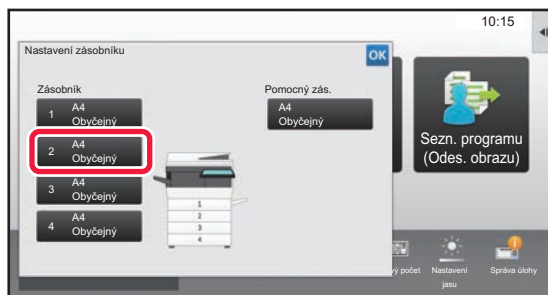 10:15
Nastavení zásobníku
OK
Zásobník
Pomocný zás.
1 A4
Obyčejný
2 A4
Obyčejný
3 A4
Obyčejný
4 A4
Obyčejný
A4
Obyčejný
1
2
3
4
Sezn. programu
(Odes. obrazu)
počet
Nastavení
jasu
Správa úlohy